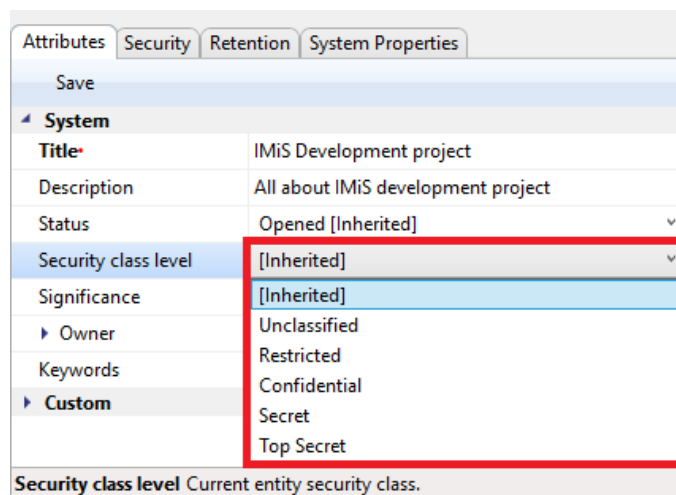 Attributes Security Retention System Properties
Save
System
Title•
IMiS Development project
Description
All about IMiS development project
Status
Opened [Inherited]
Security class level
[Inherited]
Significance
[Inherited]
Unclassified
Owner
Restricted
Keywords
Confidential
Custom
Secret
Top Secret
Security class level Current entity security class.